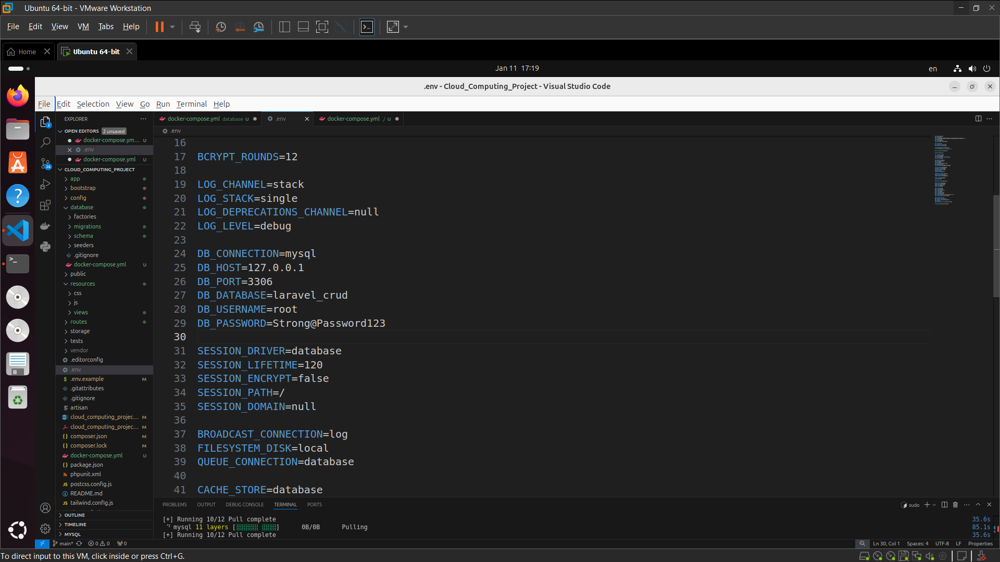 Ubuntu 64-bit - VMware Workstation
File Edit View VM Tabs Help
Home
Ubuntu 64-bit
Jan 11 17:19
en
.env - Cloud_Computing_Project - Visual Studio Code
File Edit Selection View Go Run Terminal Help
EXPLORER
docker-compose.yml database U
.env
docker-compose.yml ./ U
OPEN EDITORS 2 unsaved
docker-compose.ym... U
.env
docker-compose.yml U
CLOUD_COMPUTING_PROJECT
app
bootstrap
config
database
factories
migrations
schema
seeders
.gitignore
docker-compose.yml U
public
resources
css
js
views
routes
storage
tests
vendor
.editorconfig
.env
.env.example M
.gitattributes
.gitignore
artisan
cloud_computing_projec... M
cloud_computing_projec... M
composer.json M
composer.lock M
docker-compose.yml U
package.json
phpunit.xml
postcss.config.js
README.md
tailwind.config.js
OUTLINE
TIMELINE
MYSQL
2
26
.env
16
17 BCRYPT_ROUNDS=12
18
19 LOG_CHANNEL=stack
20 LOG_STACK=single
21 LOG_DEPRECATIONS_CHANNEL=null
22 LOG_LEVEL=debug
23
24 DB_CONNECTION=mysql
25 DB_HOST=127.0.0.1
26 DB_PORT=3306
27 DB_DATABASE=laravel_crud
28 DB_USERNAME=root
29 DB_PASSWORD=Strong@Password123
30
31 SESSION_DRIVER=database
32 SESSION_LIFETIME=120
33 SESSION_ENCRYPT=false
34 SESSION_PATH=/
35 SESSION_DOMAIN=null
36
37 BROADCAST_CONNECTION=log
38 FILESYSTEM_DISK=local
39 QUEUE_CONNECTION=database
40
41 CACHE_STORE=database
PROBLEMS OUTPUT DEBUG CONSOLE TERMINAL PORTS
sudo
[+] Running 10/12 Pull complete 35.6s
mysql 11 layers [⣿⣿⣿⣿⣿⣿⣿ ⣿⣿⣿⣿] 0B/0B Pulling 85.1s
[+] Running 10/12 Pull complete 35.6s
main* 0 0 0
Ln 30, Col 1 Spaces: 4 UTF-8 LF Properties
To direct input to this VM, click inside or press Ctrl+G.